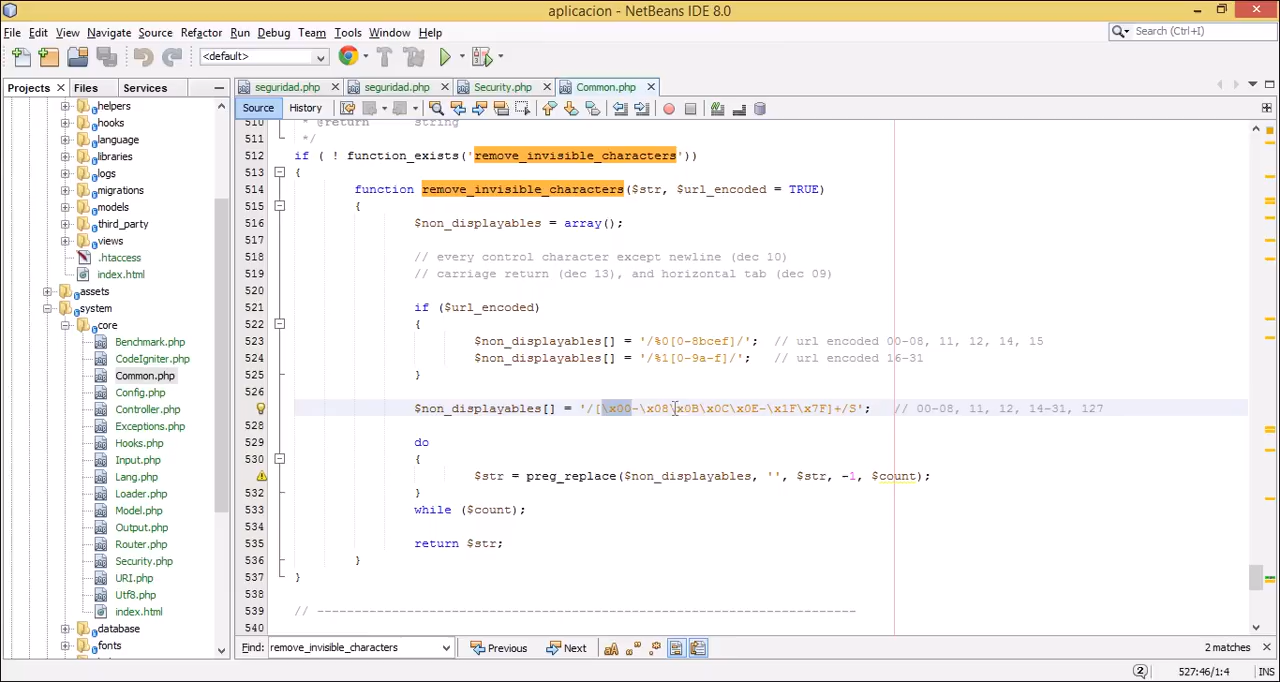 aplicacion - NetBeans IDE 8.0
File Edit View Navigate Source Refactor Run Debug Team Tools Window Help
Search (Ctrl+I)
<default>
Projects Files Services
seguridad.php seguridad.php Security.php Common.php
Source History
helpers
hooks
language
libraries
logs
migrations
models
third_party
views
.htaccess
index.html
assets
system
core
Benchmark.php
CodeIgniter.php
Common.php
Config.php
Controller.php
Exceptions.php
Hooks.php
Input.php
Lang.php
Loader.php
Model.php
Output.php
Router.php
Security.php
URI.php
Utf8.php
index.html
database
fonts
510 * @return string
511 */
512 if ( ! function_exists('remove_invisible_characters'))
513 {
514 function remove_invisible_characters($str, $url_encoded = TRUE)
515 {
516 $non_displayables = array();
517
518 // every control character except newline (dec 10)
519 // carriage return (dec 13), and horizontal tab (dec 09)
520
521 if ($url_encoded)
522 {
523 $non_displayables[] = '/%0[0-8bcef]/'; // url encoded 00-08, 11, 12, 14, 15
524 $non_displayables[] = '/%1[0-9a-f]/'; // url encoded 16-31
525 }
526
$non_displayables[] = '/[\x00-\x08\x0B\x0C\x0E-\x1F\x7F]+/S'; // 00-08, 11, 12, 14-31, 127
528
529 do
530 {
$str = preg_replace($non_displayables, '', $str, -1, $count);
532 }
533 while ($count);
534
535 return $str;
536 }
537 }
538
539 // --------------------------------------------------------------------
540
Find: remove_invisible_characters Previous Next 2 matches
2 527:46/1:4 INS